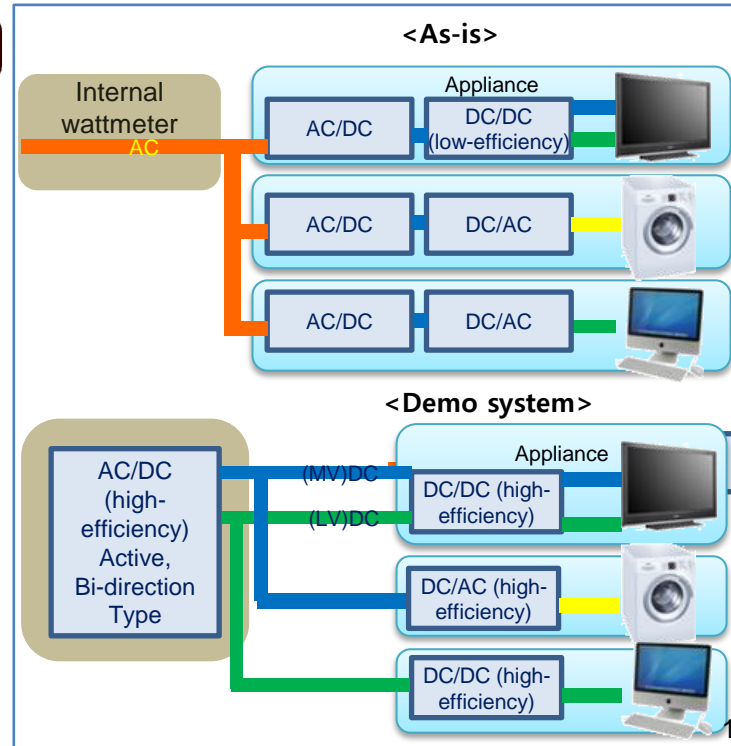 <As-is>
Internal
wattmeter
AC
Appliance
AC/DC
DC/DC
(low-efficiency)
AC/DC
DC/AC
AC/DC
DC/AC
<Demo system>
AC/DC
(high-
efficiency)
Active,
Bi-direction
Type
(MV)DC
(LV)DC
Appliance
DC/DC (high-
efficiency)
DC/AC (high-
efficiency)
DC/DC (high-
efficiency)
1